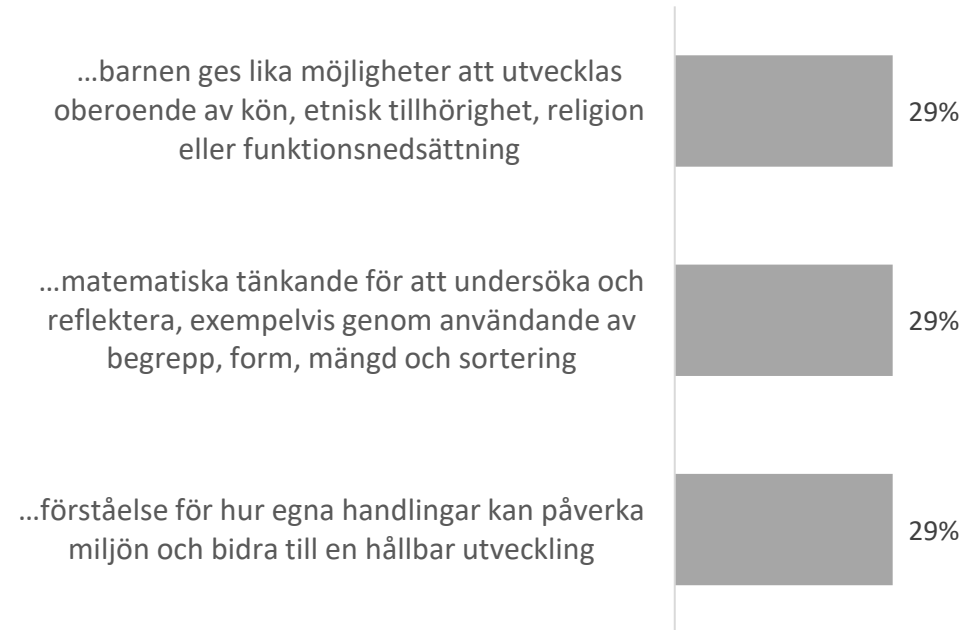 …barnen ges lika möjligheter att utvecklas
oberoende av kön, etnisk tillhörighet, religion
eller funktionsnedsättning
29%
…matematiska tänkande för att undersöka och
reflektera, exempelvis genom användande av
begrepp, form, mängd och sortering
29%
…förståelse för hur egna handlingar kan påverka
miljön och bidra till en hållbar utveckling
29%